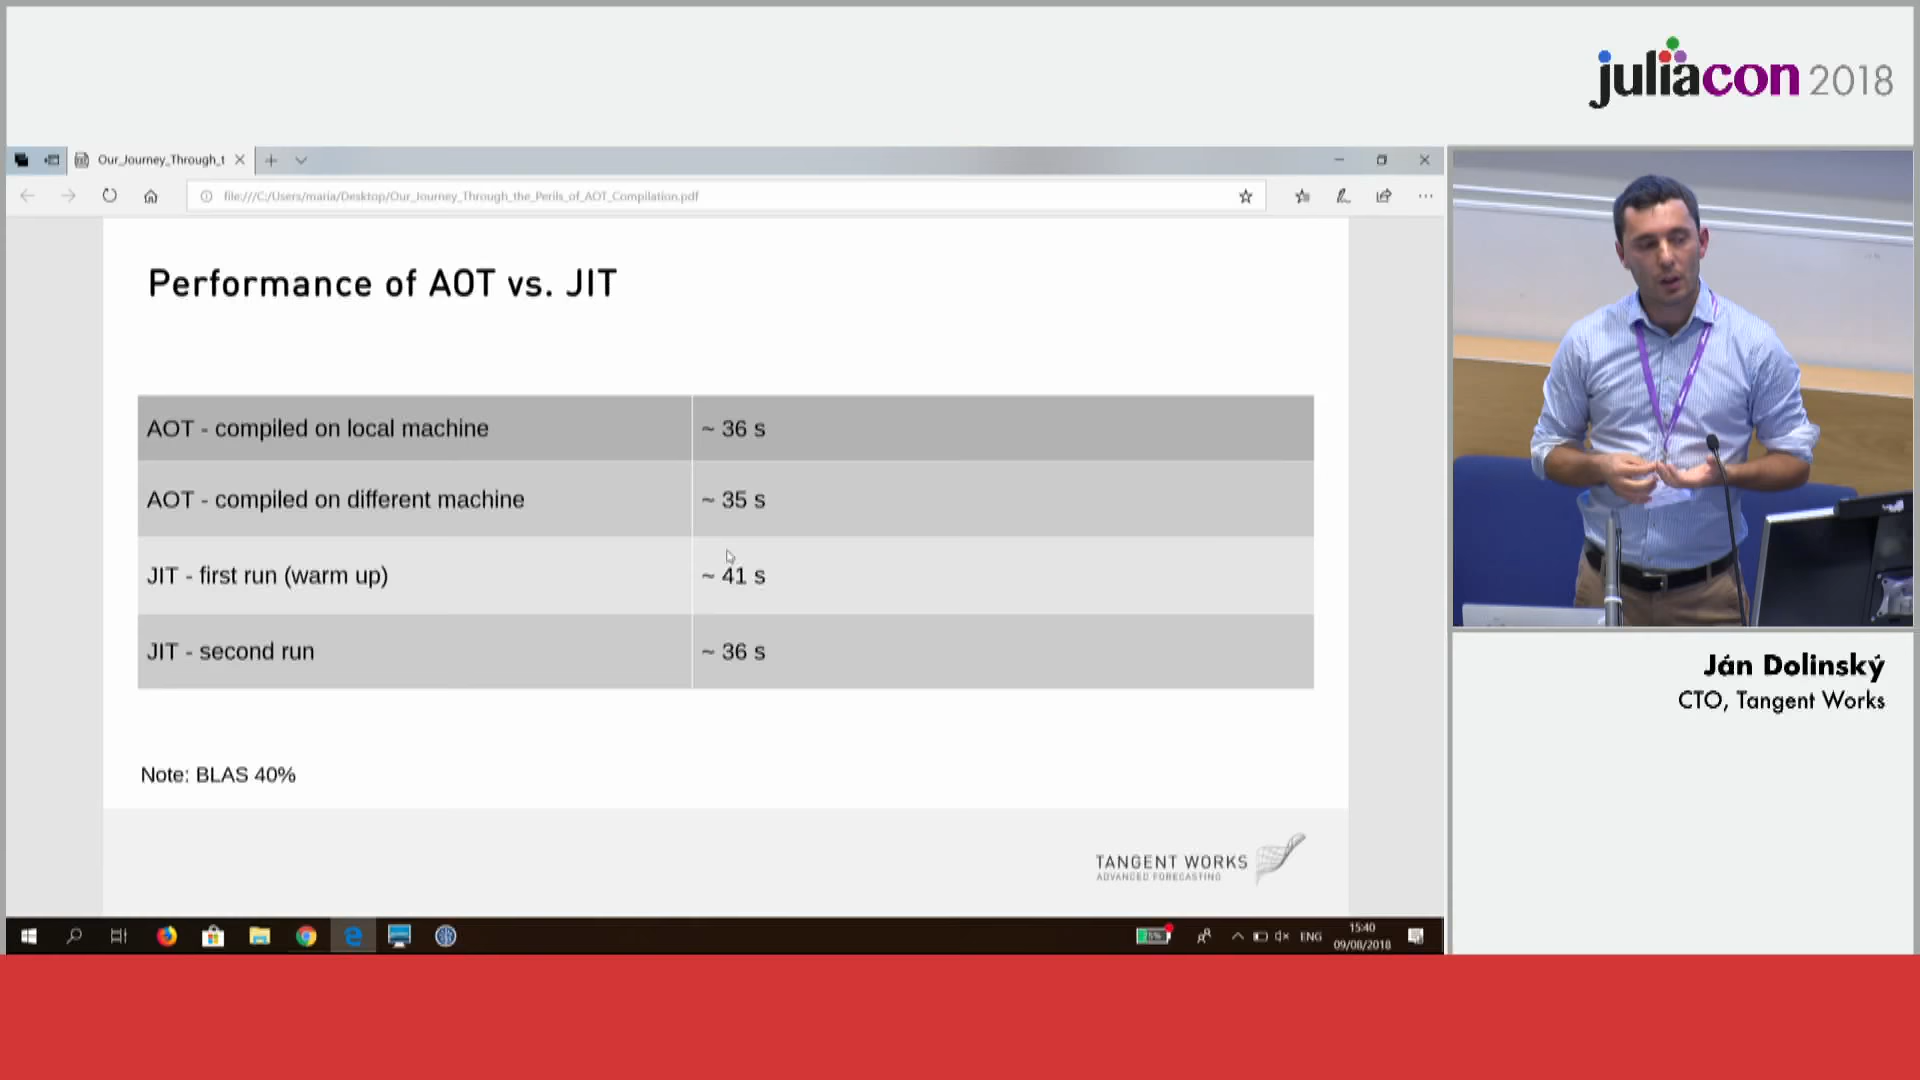 juliacon 2018
Our_Journey_Through_t
file:///C:/Users/maria/Desktop/Our_Journey_Through_the_Perils_of_AOT_Compilation.pdf
Performance of AOT vs. JIT
AOT - compiled on local machine ~ 36 s
AOT - compiled on different machine ~ 35 s
JIT - first run (warm up) ~ 41 s
JIT - second run ~ 36 s
Note: BLAS 40%
TANGENT WORKS
ADVANCED FORECASTING
ENG
15:40
09/08/2018
Ján Dolinský
CTO, Tangent Works